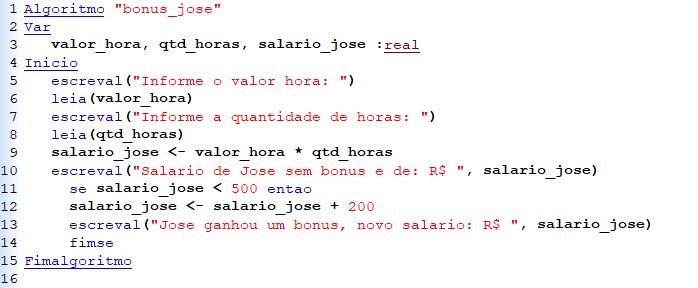 1 Algoritmo "bonus_jose"
2 Var
3 valor_hora, qtd_horas, salario_jose :real
4 Inicio
5 escreval("Informe o valor hora: ")
6 leia(valor_hora)
7 escreval("Informe a quantidade de horas: ")
8 leia(qtd_horas)
9 salario_jose <- valor_hora * qtd_horas
10 escreval("Salario de Jose sem bonus e de: R$ ", salario_jose)
11 se salario_jose < 500 entao
12 salario_jose <- salario_jose + 200
13 escreval("Jose ganhou um bonus, novo salario: R$ ", salario_jose)
14 fimse
15 Fimalgoritmo
16